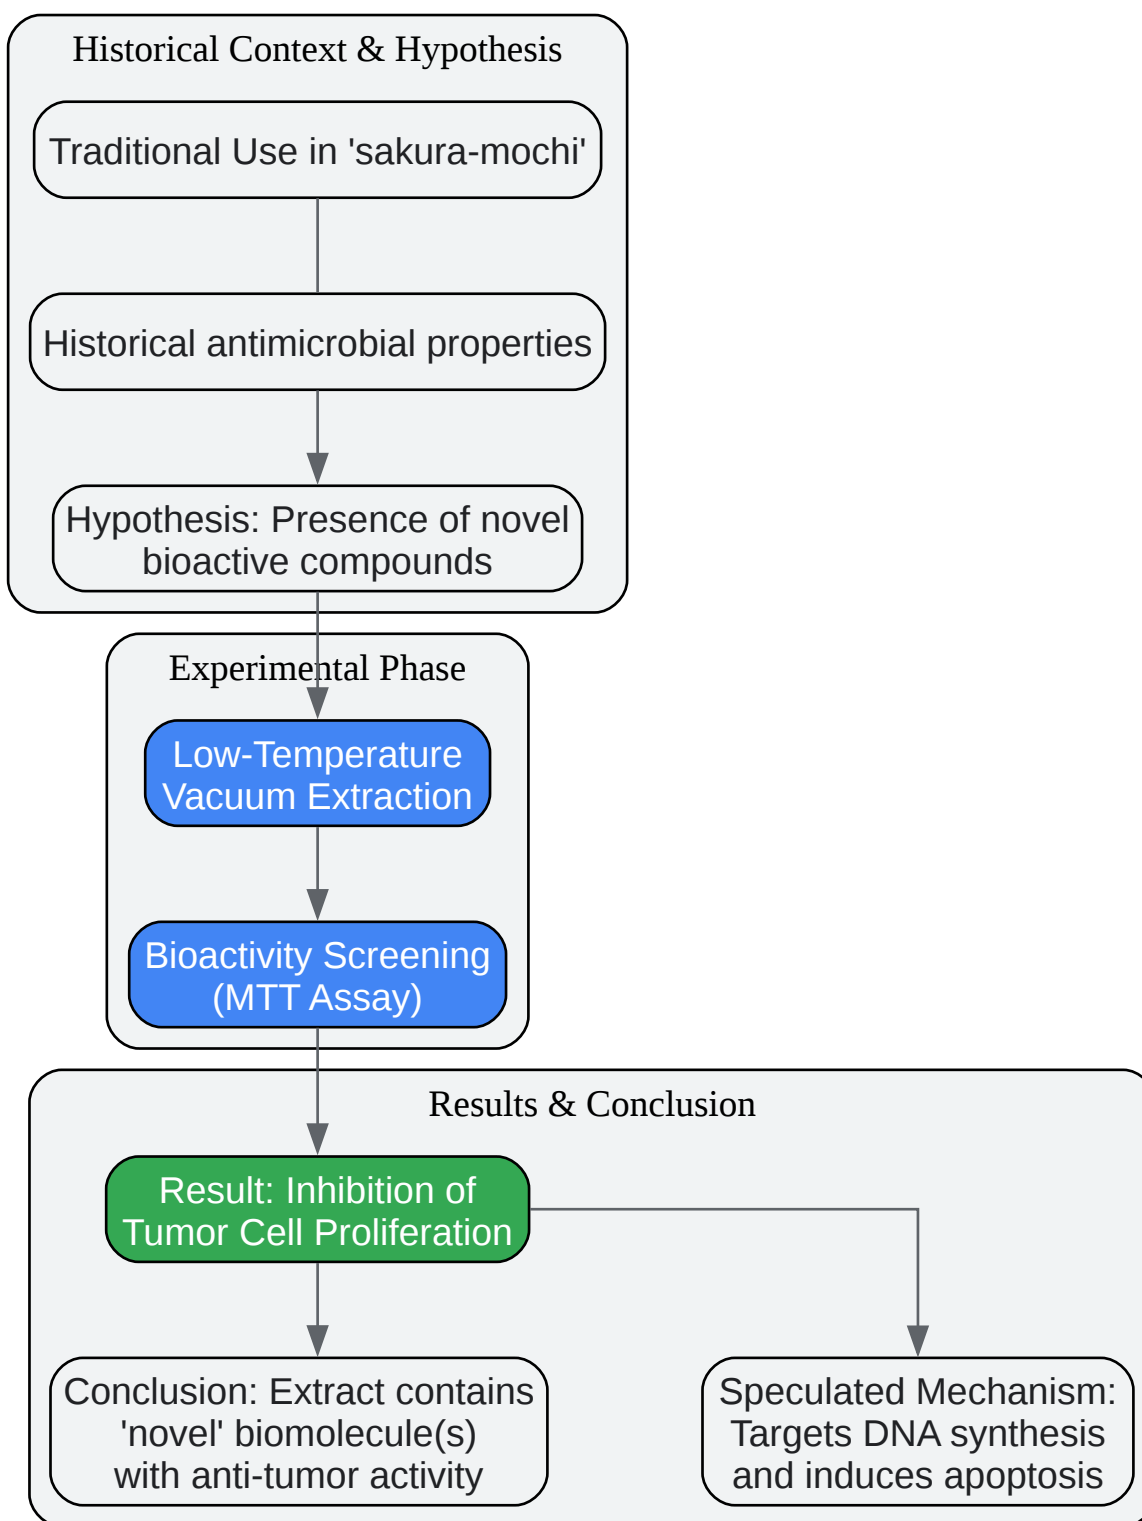 Historical Context & Hypothesis
Traditional Use in 'sakura-mochi'
Historical antimicrobial properties
Hypothesis: Presence of novel
bioactive compounds
Experimental Phase
Low-Temperature
Vacuum Extraction
Bioactivity Screening
(MTT Assay)
Results & Conclusion
Result: Inhibition of
Tumor Cell Proliferation
Conclusion: Extract contains
'novel' biomolecule(s)
with anti-tumor activity
Speculated Mechanism:
Targets DNA synthesis
and induces apoptosis